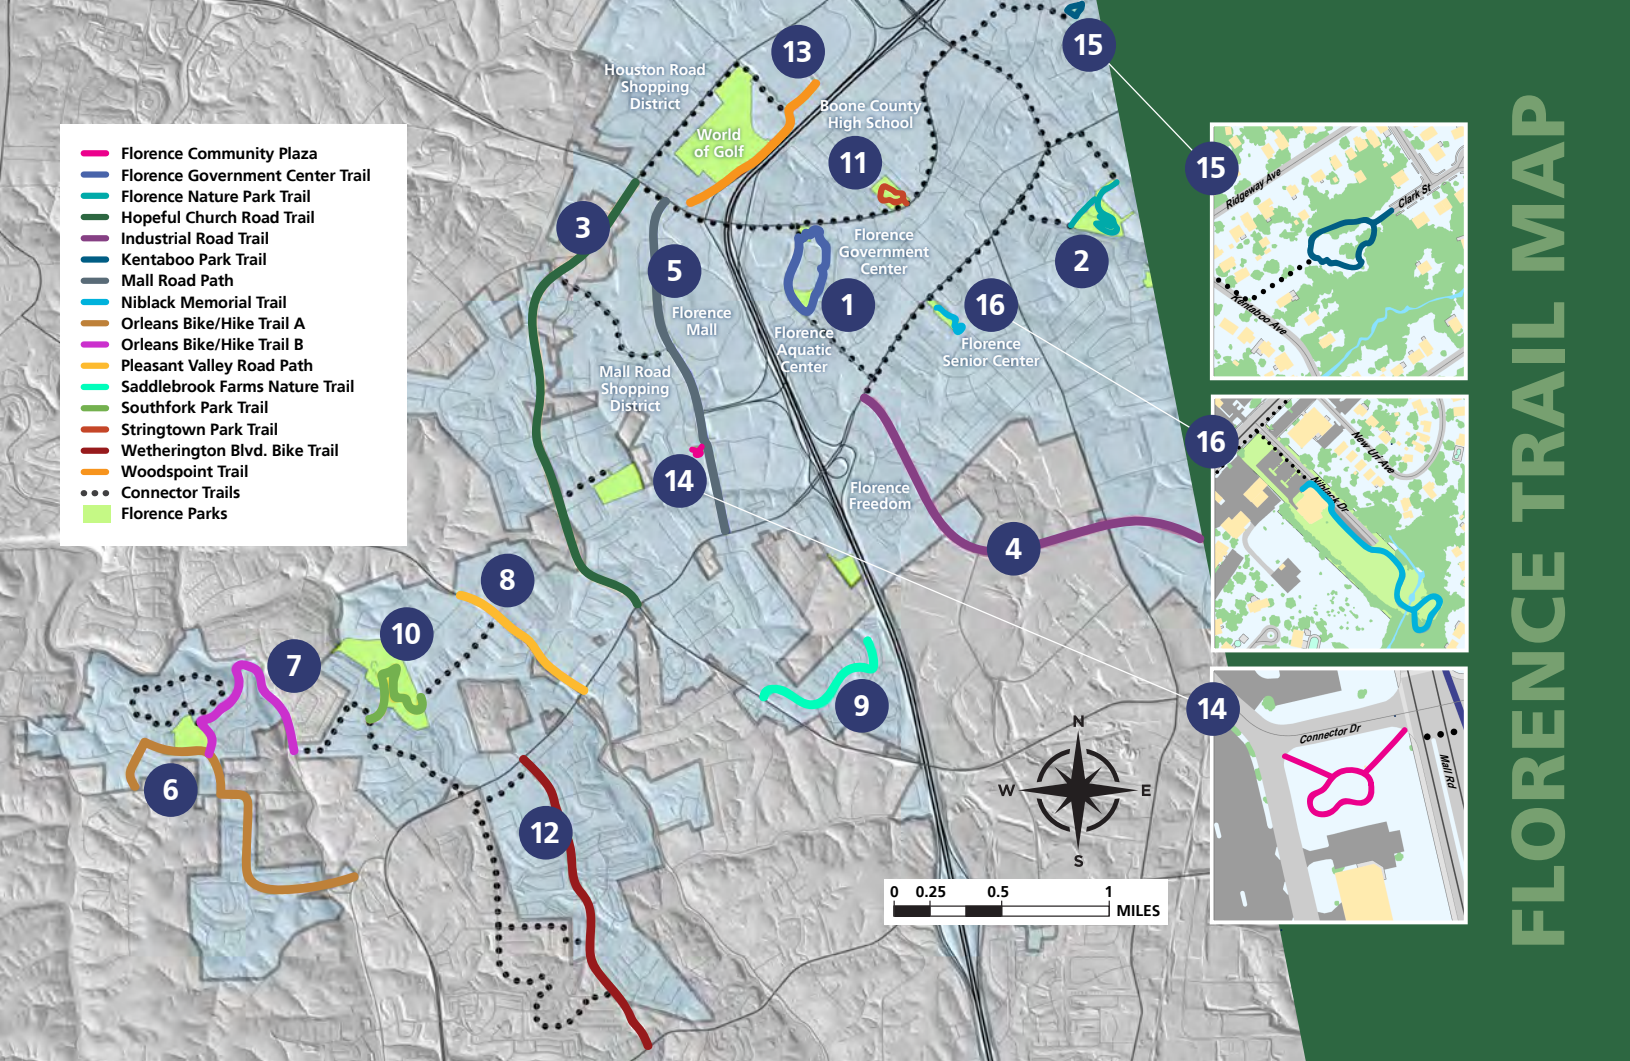 FLORENCE TRAIL MAP
Florence Community Plaza
Florence Government Center Trail
Florence Nature Park Trail
Hopeful Church Road Trail
Industrial Road Trail
Kentaboo Park Trail
Mall Road Path
Niblack Memorial Trail
Orleans Bike/Hike Trail A
Orleans Bike/Hike Trail B
Pleasant Valley Road Path
Saddlebrook Farms Nature Trail
Southfork Park Trail
Stringtown Park Trail
Wetherington Blvd. Bike Trail
Woodspoint Trail
Connector Trails
Florence Parks
13
15
Houston Road
Shopping
District
World
of Golf
Boone County
High School
11
3
5
Florence
Government
Center
2
1
16
Florence
Mall
Florence
Aquatic
Center
Florence
Senior Center
Mall Road
Shopping
District
14
Florence
Freedom
4
8
10
7
9
6
12
N
W
E
S
0 0.25 0.5 1
MILES
15
Ridgeway Ave
Clark St
Kentaboo Ave
16
New Uri Ave
Niblack Dr
14
Connector Dr
Mall Rd